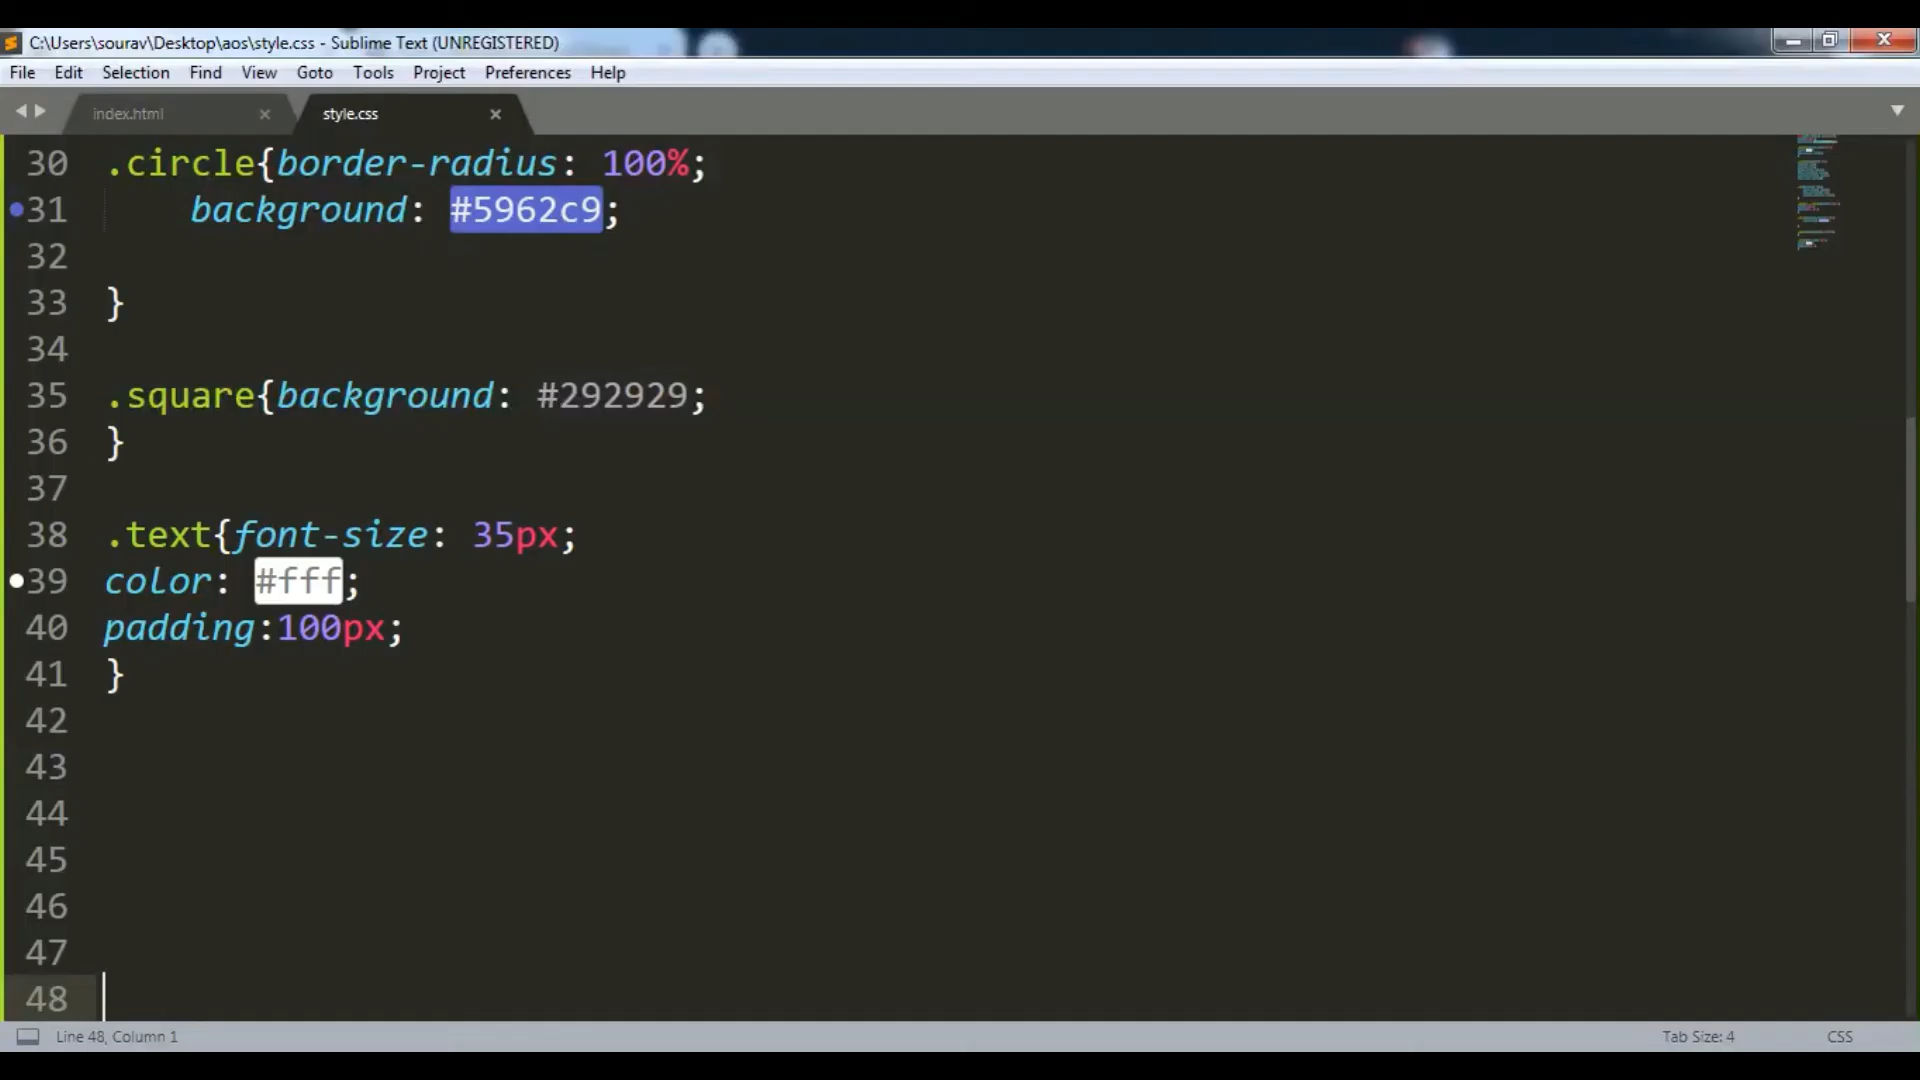 C:\Users\sourav\Desktop\aos\style.css - Sublime Text (UNREGISTERED)
File Edit Selection Find View Goto Tools Project Preferences Help
index.html style.css
30 .circle{border-radius: 100%;
31 background: #5962c9;
32
33 }
34
35 .square{background: #292929;
36 }
37
38 .text{font-size: 35px;
39 color: #fff;
40 padding:100px;
41 }
42
43
44
45
46
47
48
Line 48, Column 1 Tab Size: 4 CSS